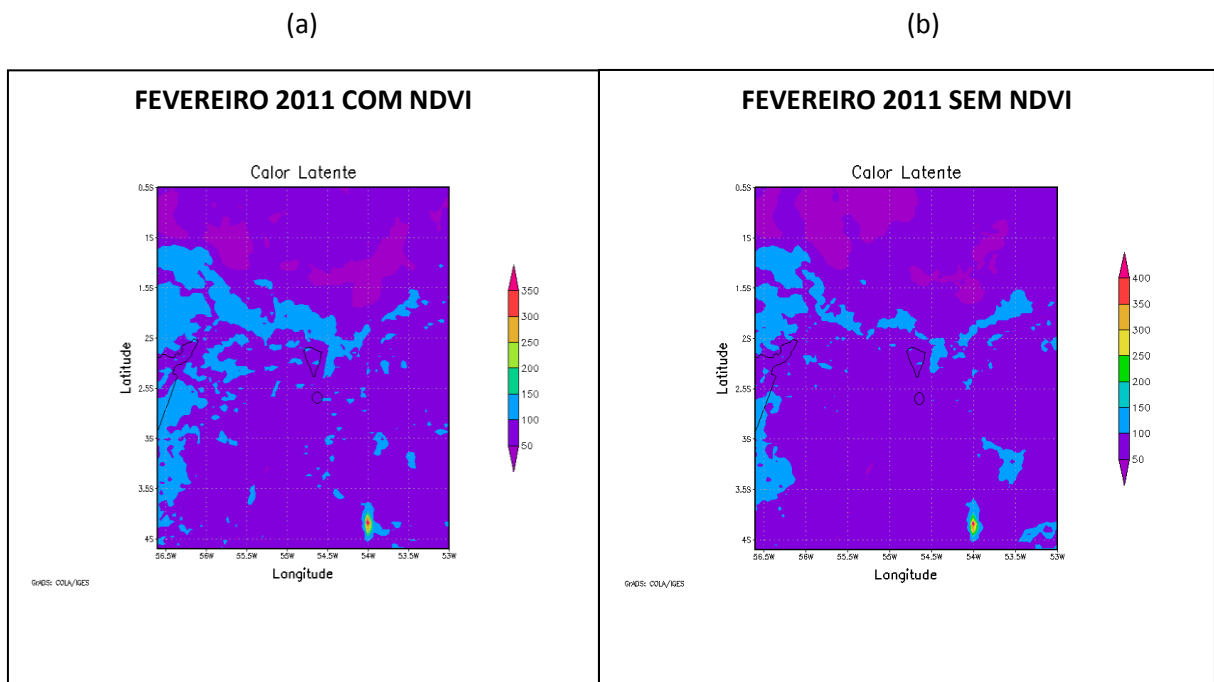 (a)
(b)
FEVEREIRO 2011 COM NDVI
FEVEREIRO 2011 SEM NDVI
Calor Latente
0.5S
1S
1.5S
2S
2.5S
3S
3.5S
4S
Latitude
56.5W 56W 55.5W 55W 54.5W 54W 53.5W 53W
Longitude
350
300
250
200
150
100
50
GrADS: COLA/IGES
Calor Latente
0.5S
1S
1.5S
2S
2.5S
3S
3.5S
4S
Latitude
56.5W 56W 55.5W 55W 54.5W 54W 53.5W 53W
Longitude
400
350
300
250
200
150
100
50
GrADS: COLA/IGES